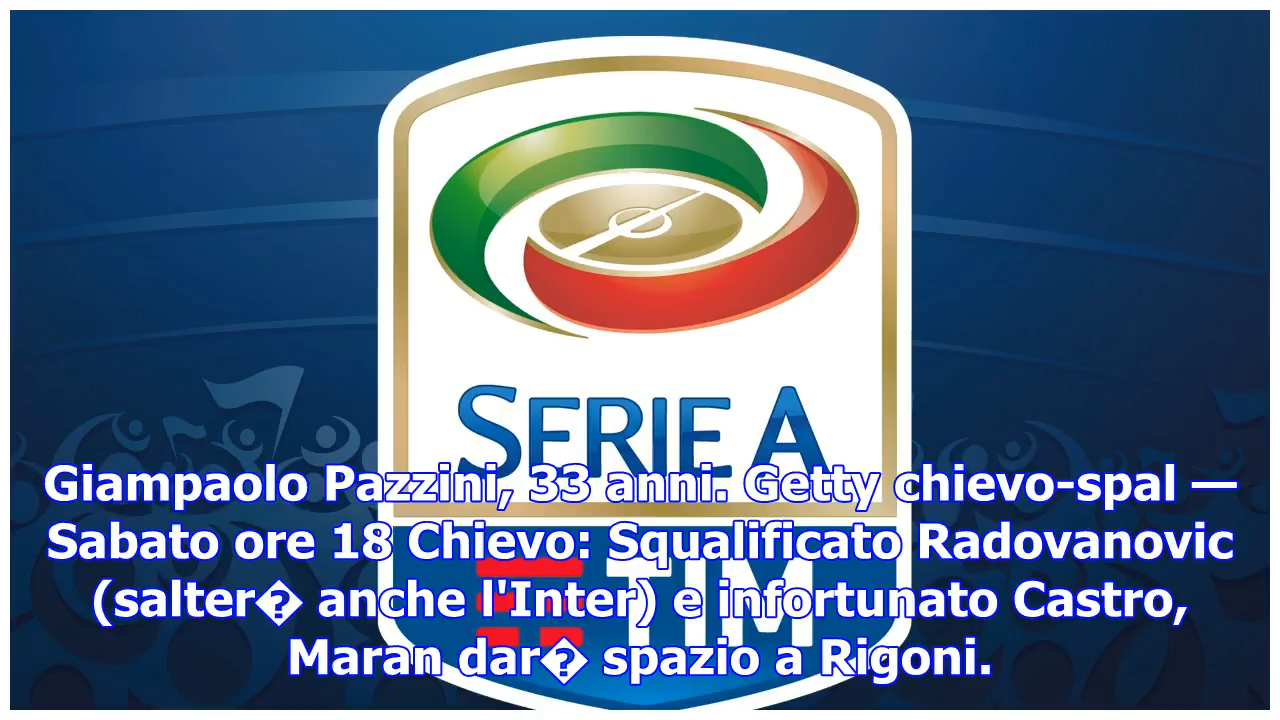 SERIE A
Giampaolo Pazzini, 33 anni. Getty chievo-spal —
Sabato ore 18 Chievo: Squalificato Radovanovic
(salter� anche l'Inter) e infortunato Castro,
TIM
Maran dar� spazio a Rigoni.